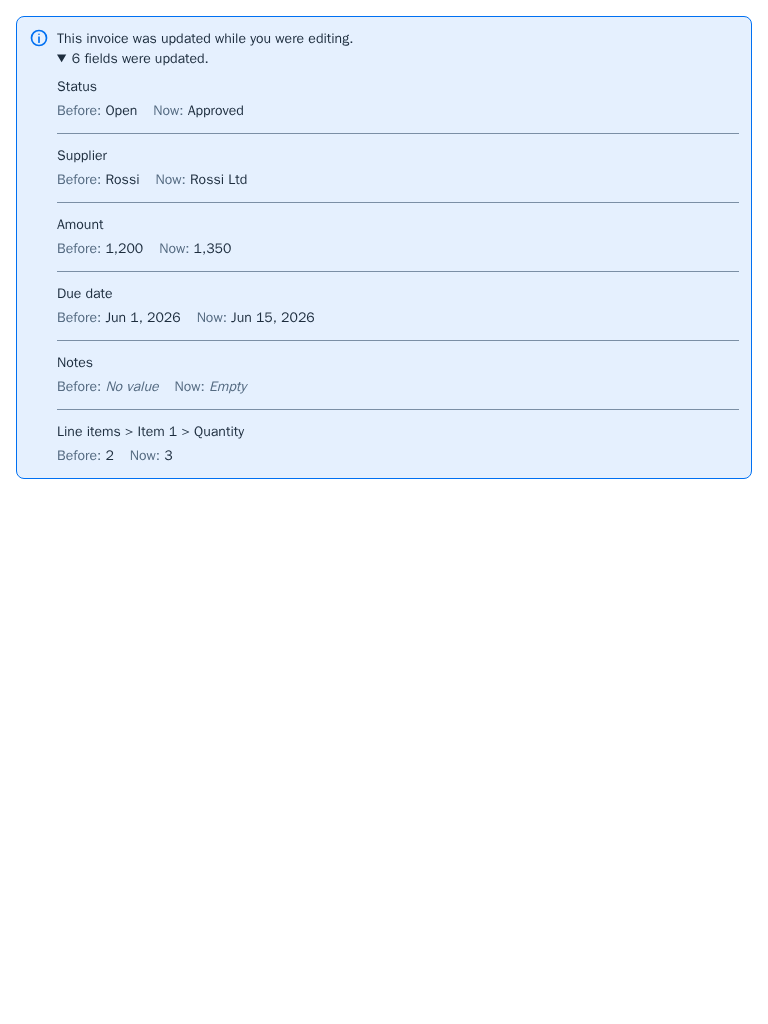 This invoice was updated while you were editing.
▼ 6 fields were updated.
Status
Before: Open Now: Approved
Supplier
Before: Rossi Now: Rossi Ltd
Amount
Before: 1,200 Now: 1,350
Due date
Before: Jun 1, 2026 Now: Jun 15, 2026
Notes
Before: No value Now: Empty
Line items > Item 1 > Quantity
Before: 2 Now: 3